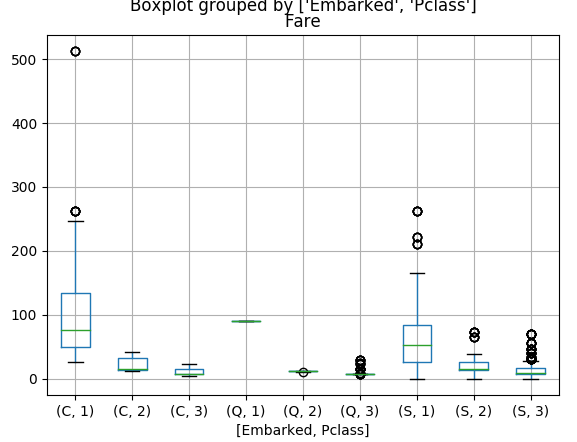 Boxplot grouped by ['Embarked', 'Pclass']
Fare
500
400
300
200
100
0
(C, 1) (C, 2) (C, 3) (Q, 1) (Q, 2) (Q, 3) (S, 1) (S, 2) (S, 3)
[Embarked, Pclass]